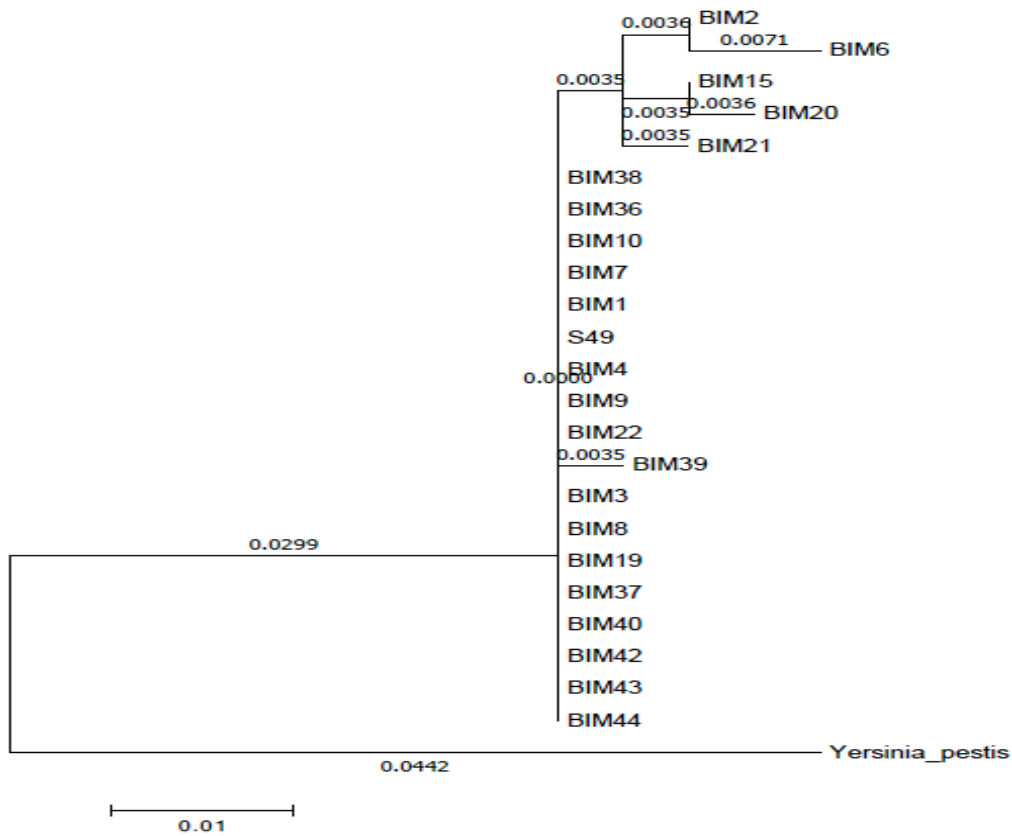 0.0036 BIM2
0.0071 BIM6
0.0035 BIM15
0.0036
0.0035 BIM20
0.0035
BIM21
BIM38
BIM36
BIM10
BIM7
BIM1
S49
BIM4
0.0000
BIM9
BIM22
0.0035 BIM39
BIM3
BIM8
0.0299
BIM19
BIM37
BIM40
BIM42
BIM43
BIM44
Yersinia_pestis
0.0442
0.01